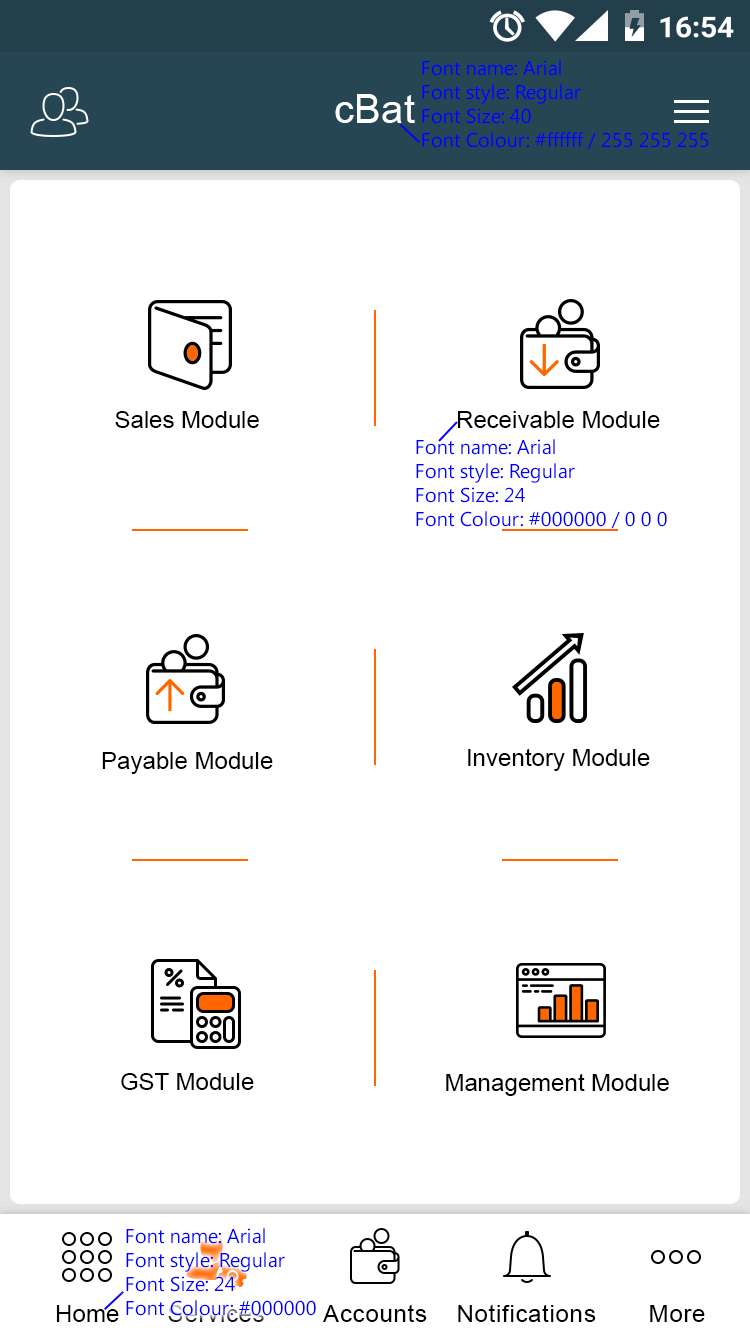 16:54
cBat
Font name: Arial
Font style: Regular
Font Size: 40
Font Colour: #ffffff / 255 255 255
Sales Module
Receivable Module
Font name: Arial
Font style: Regular
Font Size: 24
Font Colour: #000000 / 0 0 0
Payable Module
Inventory Module
%
GST Module
Management Module
Font name: Arial
Font style: Regular
Font Size: 24
Font Colour: #000000
Home
Services
Accounts
Notifications
More